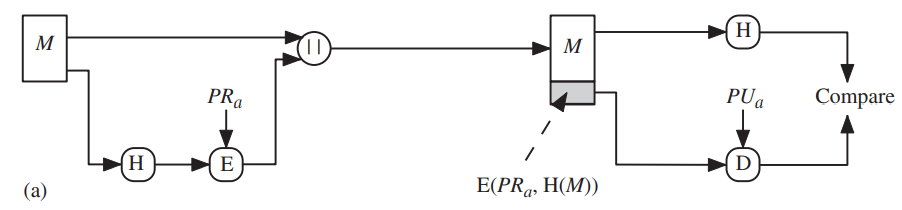 M
||
PRa
H
E
(a)
M
E(PRa, H(M))
H
PUa
D
Compare